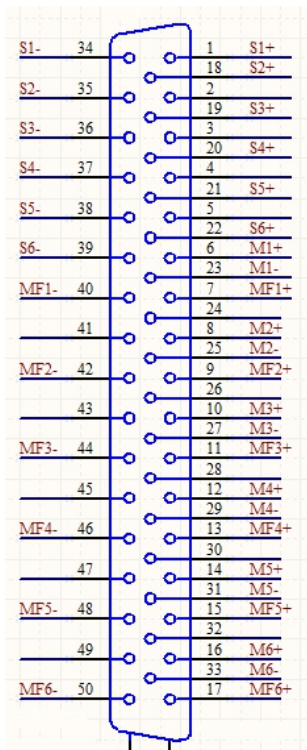 S1- 34 1 S1+
18 S2+
S2- 35 2
19 S3+
S3- 36 3
20 S4+
S4- 37 4
21 S5+
S5- 38 5
22 S6+
S6- 39 6 M1+
23 M1-
MF1- 40 7 MF1+
24
41 8 M2+
25 M2-
MF2- 42 9 MF2+
26
43 10 M3+
27 M3-
MF3- 44 11 MF3+
28
45 12 M4+
29 M4-
MF4- 46 13 MF4+
30
47 14 M5+
31 M5-
MF5- 48 15 MF5+
32
49 16 M6+
33 M6-
MF6- 50 17 MF6+